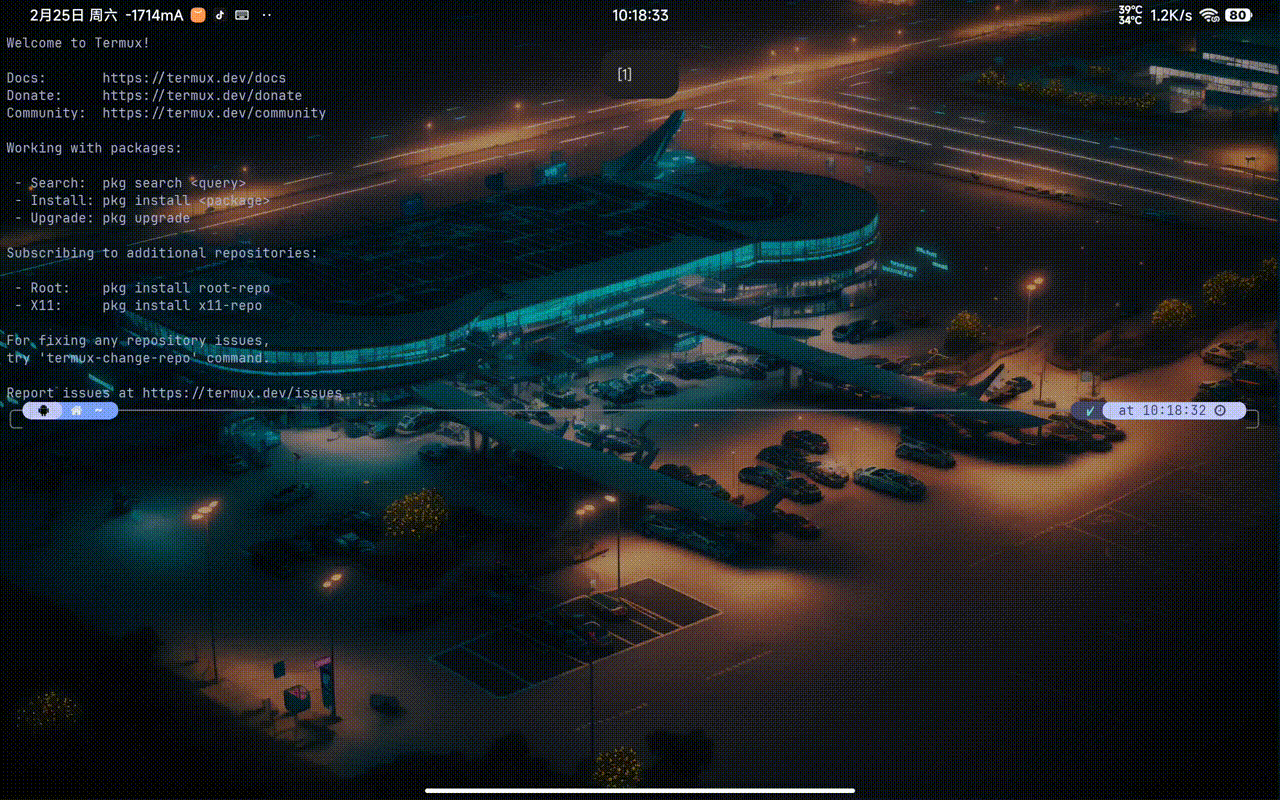 2月25日 周六 -1714mA
10:18:33
39℃
34℃
1.2K/s
80
Welcome to Termux!
[1]
Docs: https://termux.dev/docs
Donate: https://termux.dev/donate
Community: https://termux.dev/community
Working with packages:
- Search: pkg search <query>
- Install: pkg install <package>
- Upgrade: pkg upgrade
Subscribing to additional repositories:
- Root: pkg install root-repo
- X11: pkg install x11-repo
For fixing any repository issues,
try 'termux-change-repo' command.
Report issues at https://termux.dev/issues
~
✓ at 10:18:32